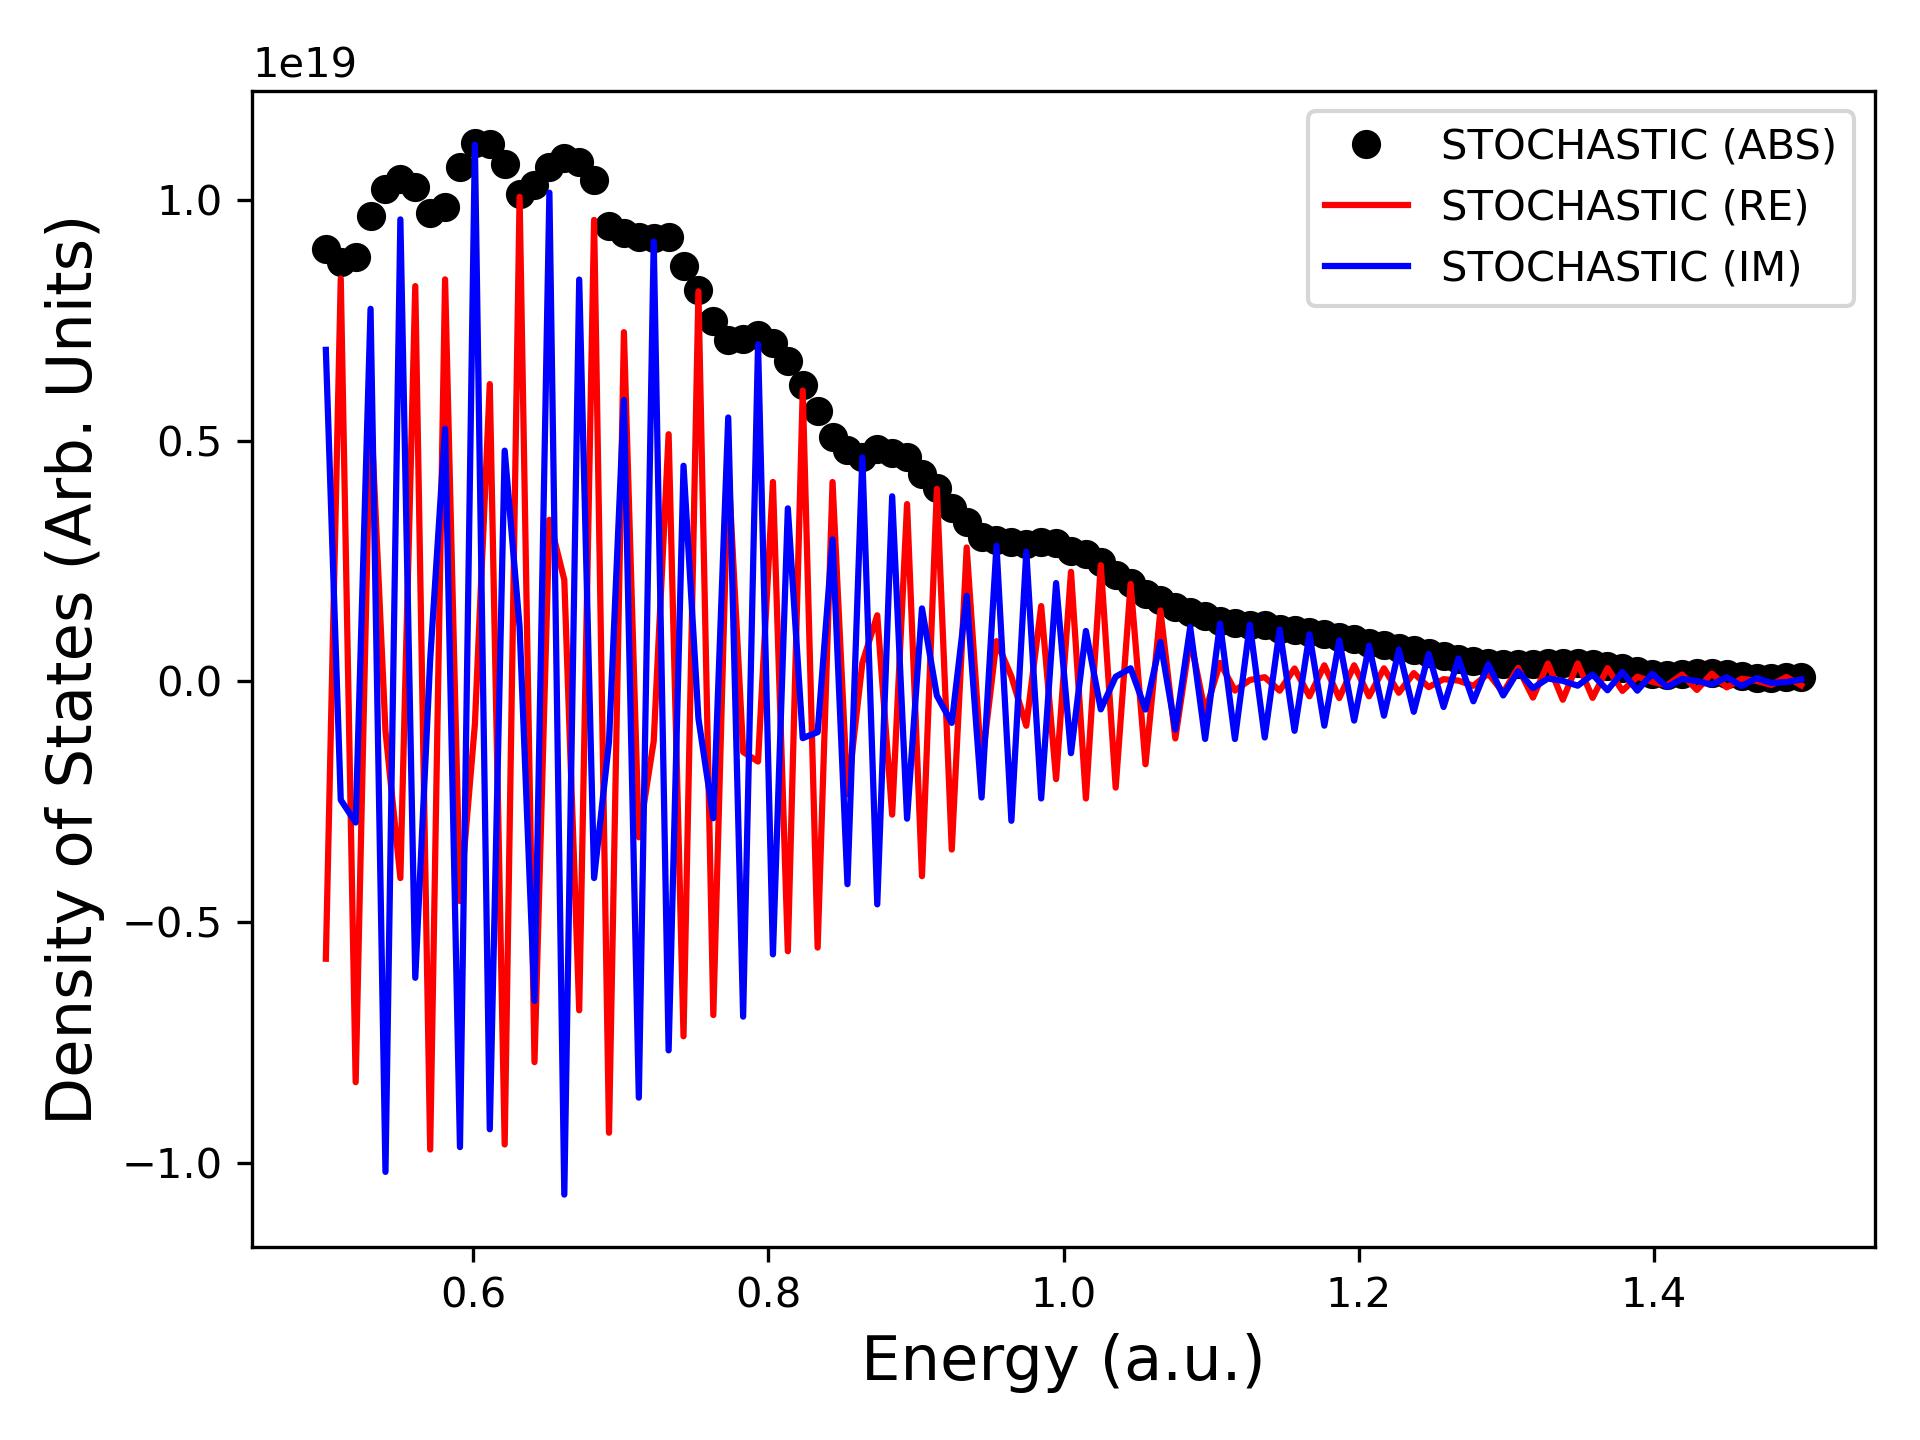 1e19
STOCHASTIC (ABS)
STOCHASTIC (RE)
STOCHASTIC (IM)
1.0
0.5
0.0
−0.5
−1.0
Density of States (Arb. Units)
0.6 0.8 1.0 1.2 1.4
Energy (a.u.)